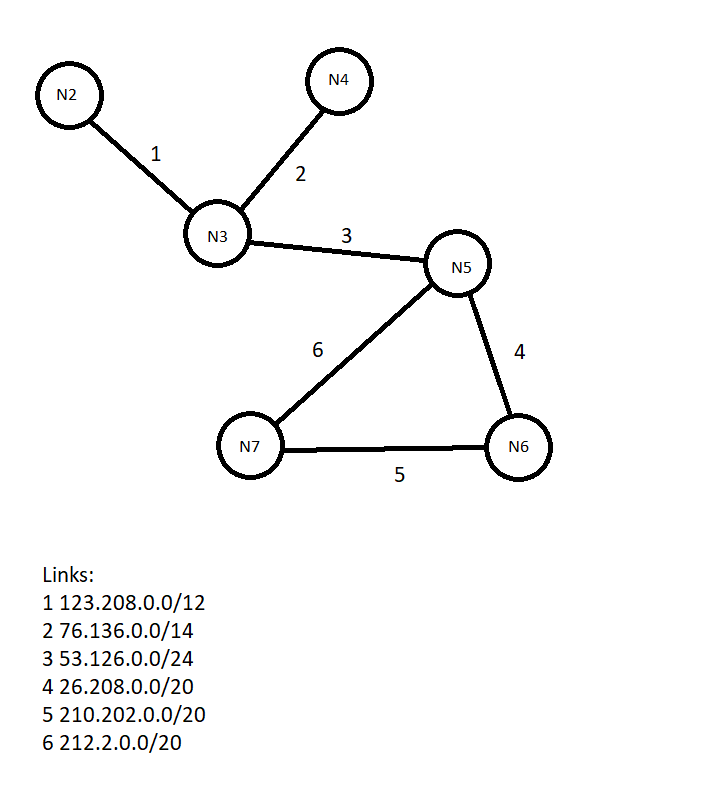 N4
N2
1
2
N3
3
N5
6
4
N7
N6
5
Links:
1 123.208.0.0/12
2 76.136.0.0/14
3 53.126.0.0/24
4 26.208.0.0/20
5 210.202.0.0/20
6 212.2.0.0/20